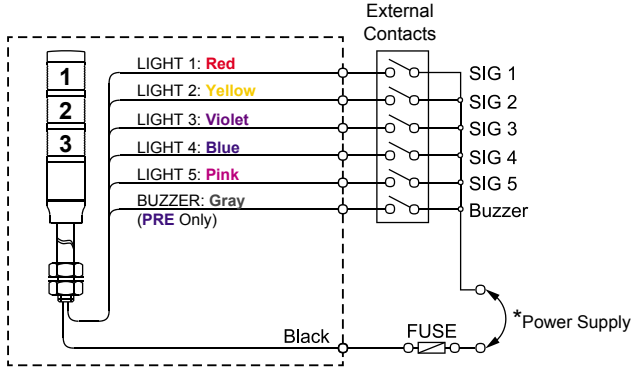 External
Contacts
1
2
3
LIGHT 1: Red
LIGHT 2: Yellow
LIGHT 3: Violet
LIGHT 4: Blue
LIGHT 5: Pink
BUZZER: Gray
(PRE Only)
SIG 1
SIG 2
SIG 3
SIG 4
SIG 5
Buzzer
Black
FUSE
*Power Supply